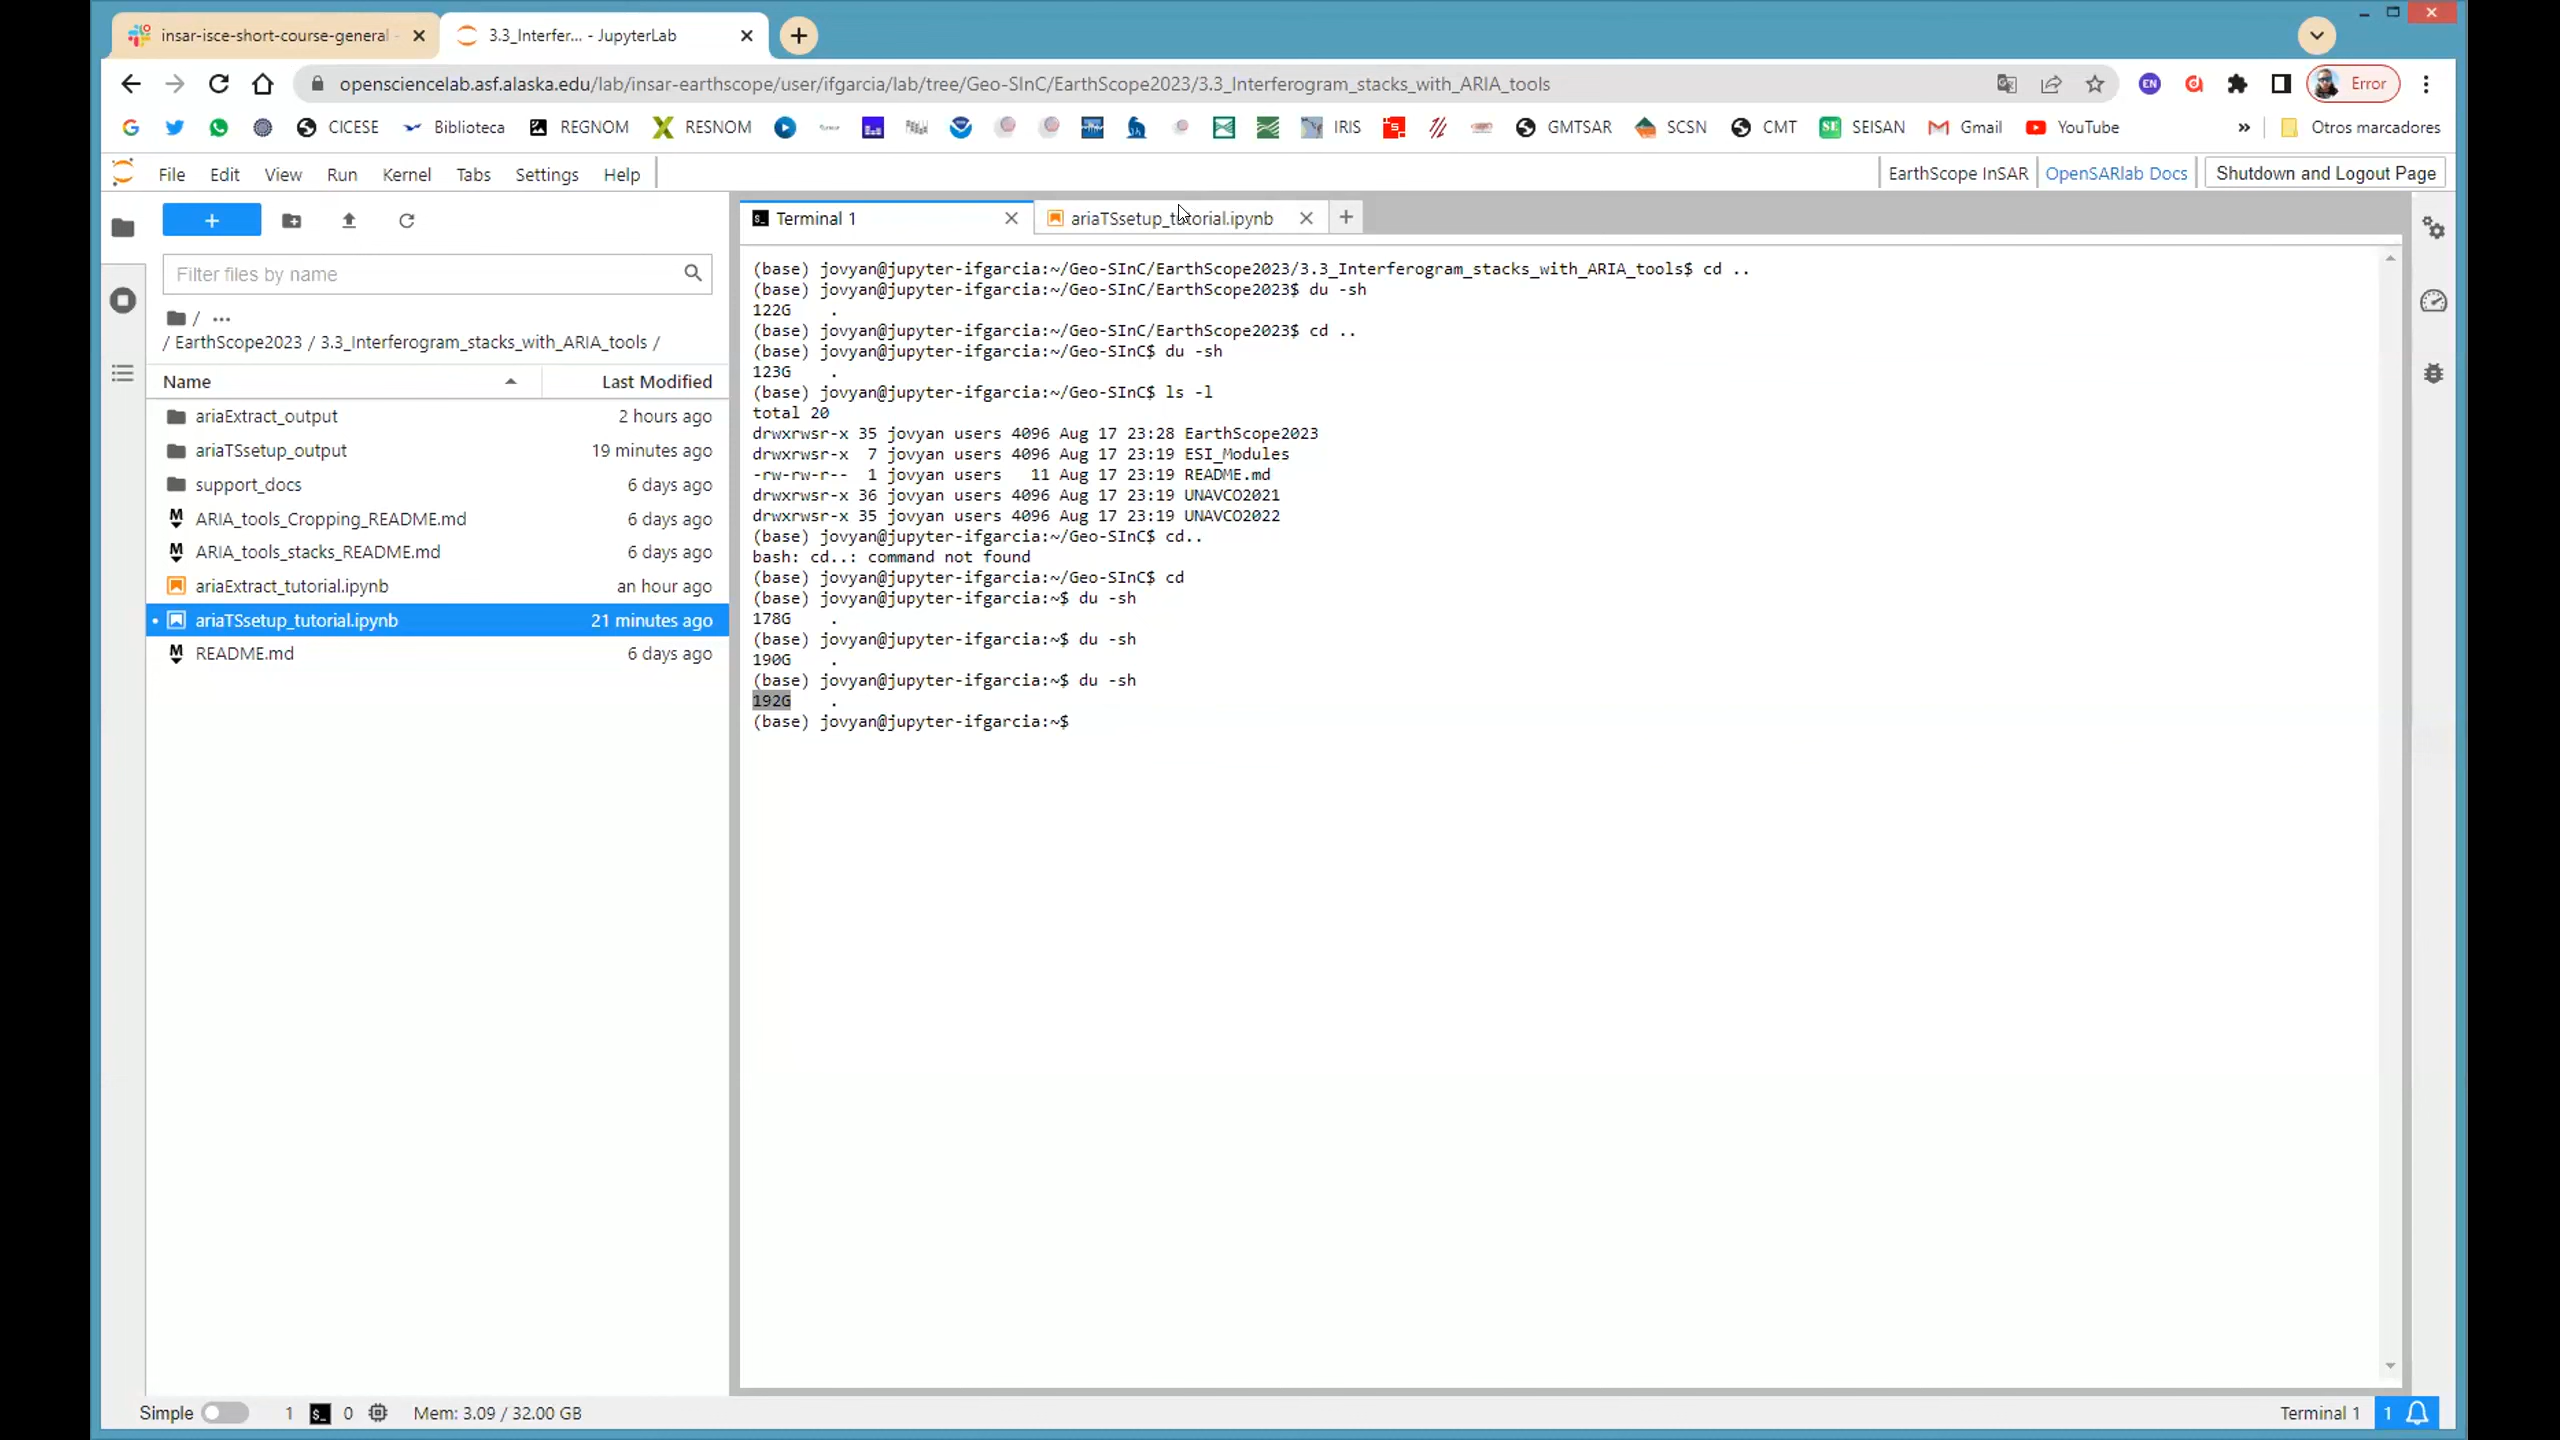 insar-isce-short-course-general -
3.3_Interfer... - JupyterLab
opensciencelab.asf.alaska.edu/lab/insar-earthscope/user/ifgarcia/lab/tree/Geo-SInC/EarthScope2023/3.3_Interferogram_stacks_with_ARIA_tools
EN
Error
CICESE
Biblioteca
REGNOM
RESNOM
IRIS
GMTSAR
SCSN
CMT
SEISAN
Gmail
YouTube
»
Otros marcadores
File Edit View Run Kernel Tabs Settings Help
EarthScope InSAR
OpenSARlab Docs
Shutdown and Logout Page
Filter files by name
/ ...
/ EarthScope2023 / 3.3_Interferogram_stacks_with_ARIA_tools /
Name Last Modified
ariaExtract_output 2 hours ago
ariaTSsetup_output 19 minutes ago
support_docs 6 days ago
ARIA_tools_Cropping_README.md 6 days ago
ARIA_tools_stacks_README.md 6 days ago
ariaExtract_tutorial.ipynb an hour ago
ariaTSsetup_tutorial.ipynb 21 minutes ago
README.md 6 days ago
Terminal 1
ariaTSsetup_tutorial.ipynb
(base) jovyan@jupyter-ifgarcia:~/Geo-SInC/EarthScope2023/3.3_Interferogram_stacks_with_ARIA_tools$ cd ..
(base) jovyan@jupyter-ifgarcia:~/Geo-SInC/EarthScope2023$ du -sh
122G .
(base) jovyan@jupyter-ifgarcia:~/Geo-SInC/EarthScope2023$ cd ..
(base) jovyan@jupyter-ifgarcia:~/Geo-SInC$ du -sh
123G .
(base) jovyan@jupyter-ifgarcia:~/Geo-SInC$ ls -l
total 20
drwxrwsr-x 35 jovyan users 4096 Aug 17 23:28 EarthScope2023
drwxrwsr-x 7 jovyan users 4096 Aug 17 23:19 ESI_Modules
-rw-rw-r-- 1 jovyan users 11 Aug 17 23:19 README.md
drwxrwsr-x 36 jovyan users 4096 Aug 17 23:19 UNAVCO2021
drwxrwsr-x 35 jovyan users 4096 Aug 17 23:19 UNAVCO2022
(base) jovyan@jupyter-ifgarcia:~/Geo-SInC$ cd..
bash: cd..: command not found
(base) jovyan@jupyter-ifgarcia:~/Geo-SInC$ cd
(base) jovyan@jupyter-ifgarcia:~$ du -sh
178G .
(base) jovyan@jupyter-ifgarcia:~$ du -sh
190G .
(base) jovyan@jupyter-ifgarcia:~$ du -sh
192G .
(base) jovyan@jupyter-ifgarcia:~$
Simple 1 0 Mem: 3.09 / 32.00 GB
Terminal 1 1